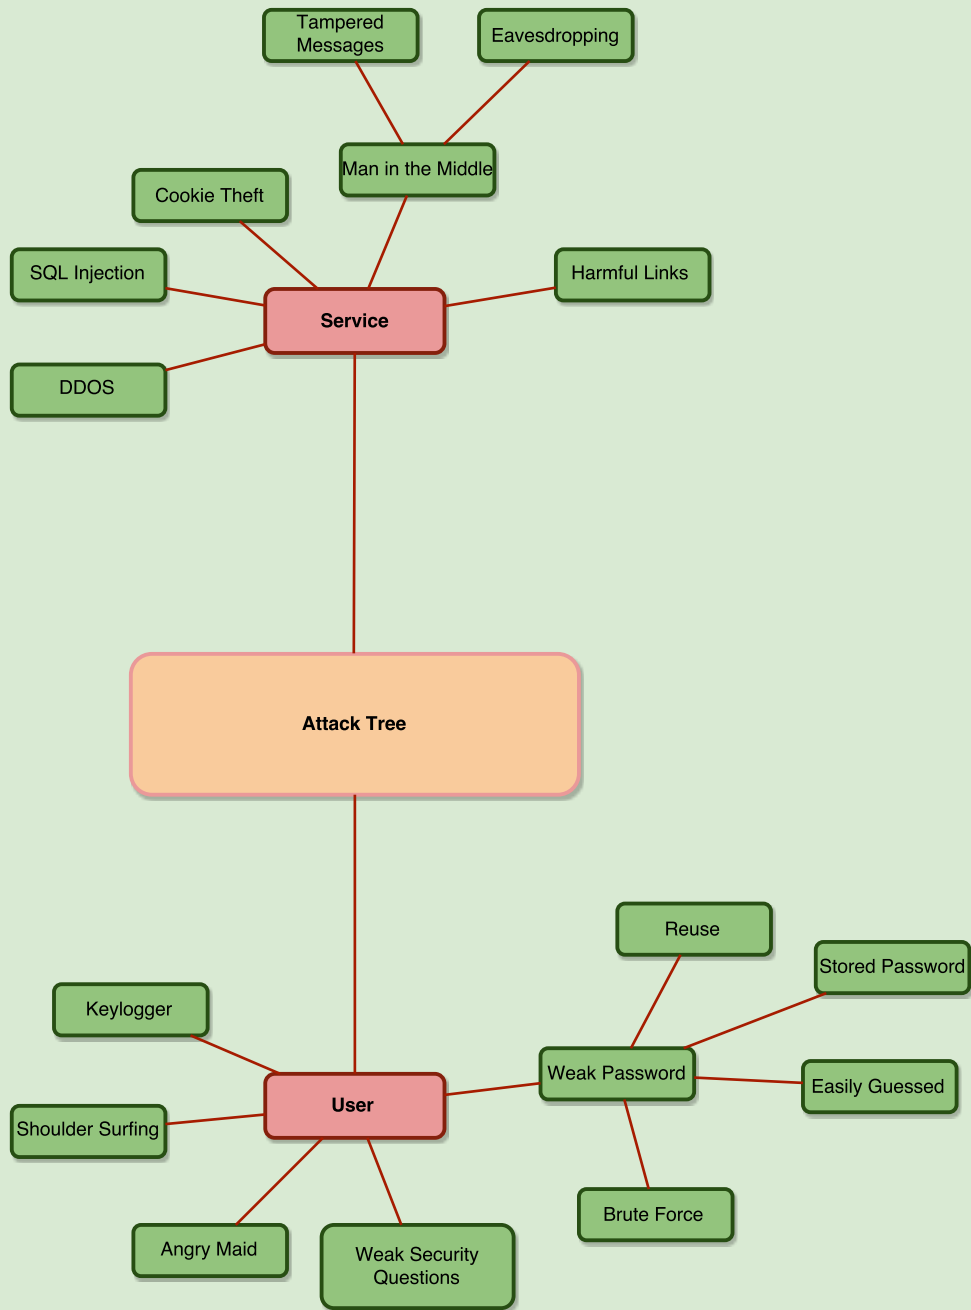 Tampered
Messages
Eavesdropping
Man in the Middle
Cookie Theft
SQL Injection
Harmful Links
Service
DDOS
Attack Tree
Reuse
Stored Password
Keylogger
Weak Password
Easily Guessed
User
Shoulder Surfing
Brute Force
Angry Maid
Weak Security
Questions